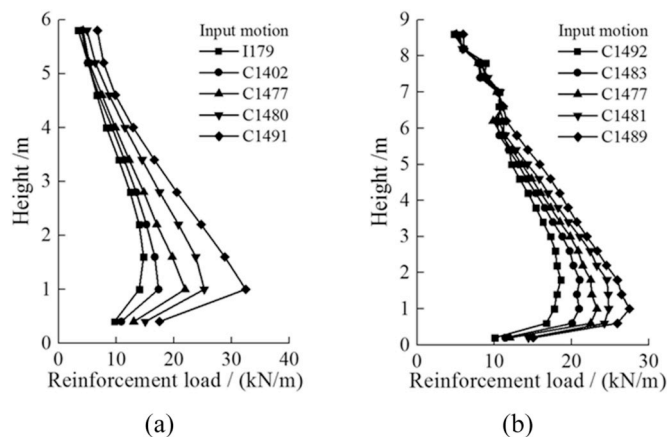 Input motion
I179
C1402
C1477
C1480
C1491
6
5
4
3
2
1
0
Height /m
0 10 20 30 40
Reinforcement load / (kN/m)
(a)
Input motion
C1492
C1483
C1477
C1481
C1489
9
8
7
6
5
4
3
2
1
0
Height /m
0 10 20 30
Reinforcement load / (kN/m)
(b)